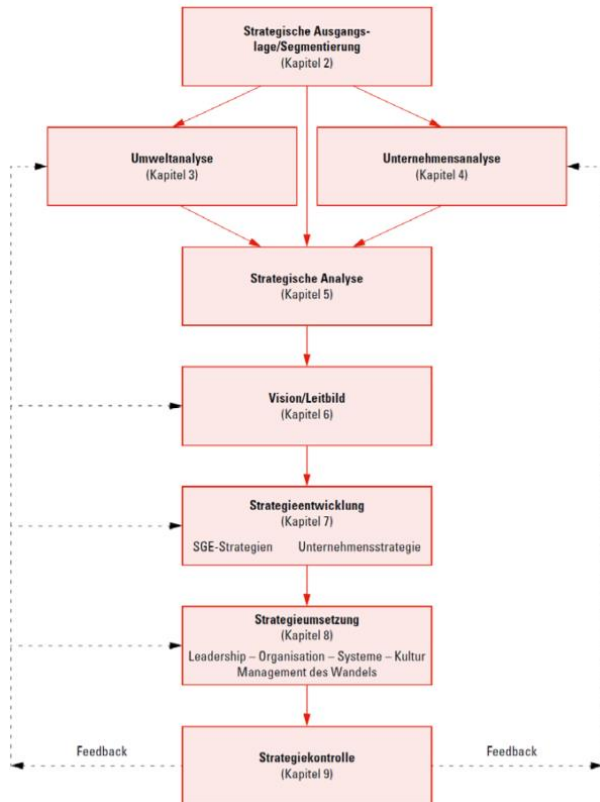 Strategische Ausgangs-
lage/Segmentierung
(Kapitel 2)
Umweltanalyse
(Kapitel 3)
Unternehmensanalyse
(Kapitel 4)
Strategische Analyse
(Kapitel 5)
Vision/Leitbild
(Kapitel 6)
Strategieentwicklung
(Kapitel 7)
SGE-Strategien
Unternehmensstrategie
Strategieumsetzung
(Kapitel 8)
Leadership – Organisation – Systeme – Kultur
Management des Wandels
Feedback
Strategiekontrolle
(Kapitel 9)
Feedback